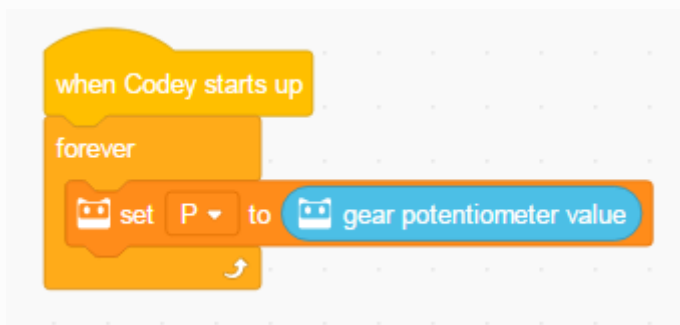 when Codey starts up
forever
set P to gear potentiometer value